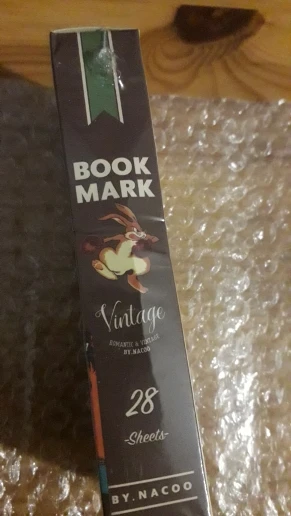 BOOK
MARK
Vintage
ROMANTIC & VINTAGE
BY.NACOO
28
-Sheets-
BY.NACOO